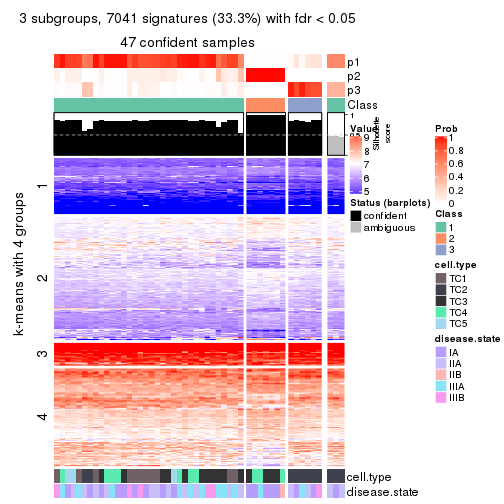 3 subgroups, 7041 signatures (33.3%) with fdr < 0.05
47 confident samples
p1
p2
p3
Class
1
Silhouette
score
k-means with 4 groups
1
2
3
4
cell.type
disease.state
Value
9
8
7
6
5
Status (barplots)
confident
ambiguous
Prob
1
0.8
0.6
0.4
0.2
0
Class
1
2
3
cell.type
TC1
TC2
TC3
TC4
TC5
disease.state
IA
IIA
IIB
IIIA
IIIB